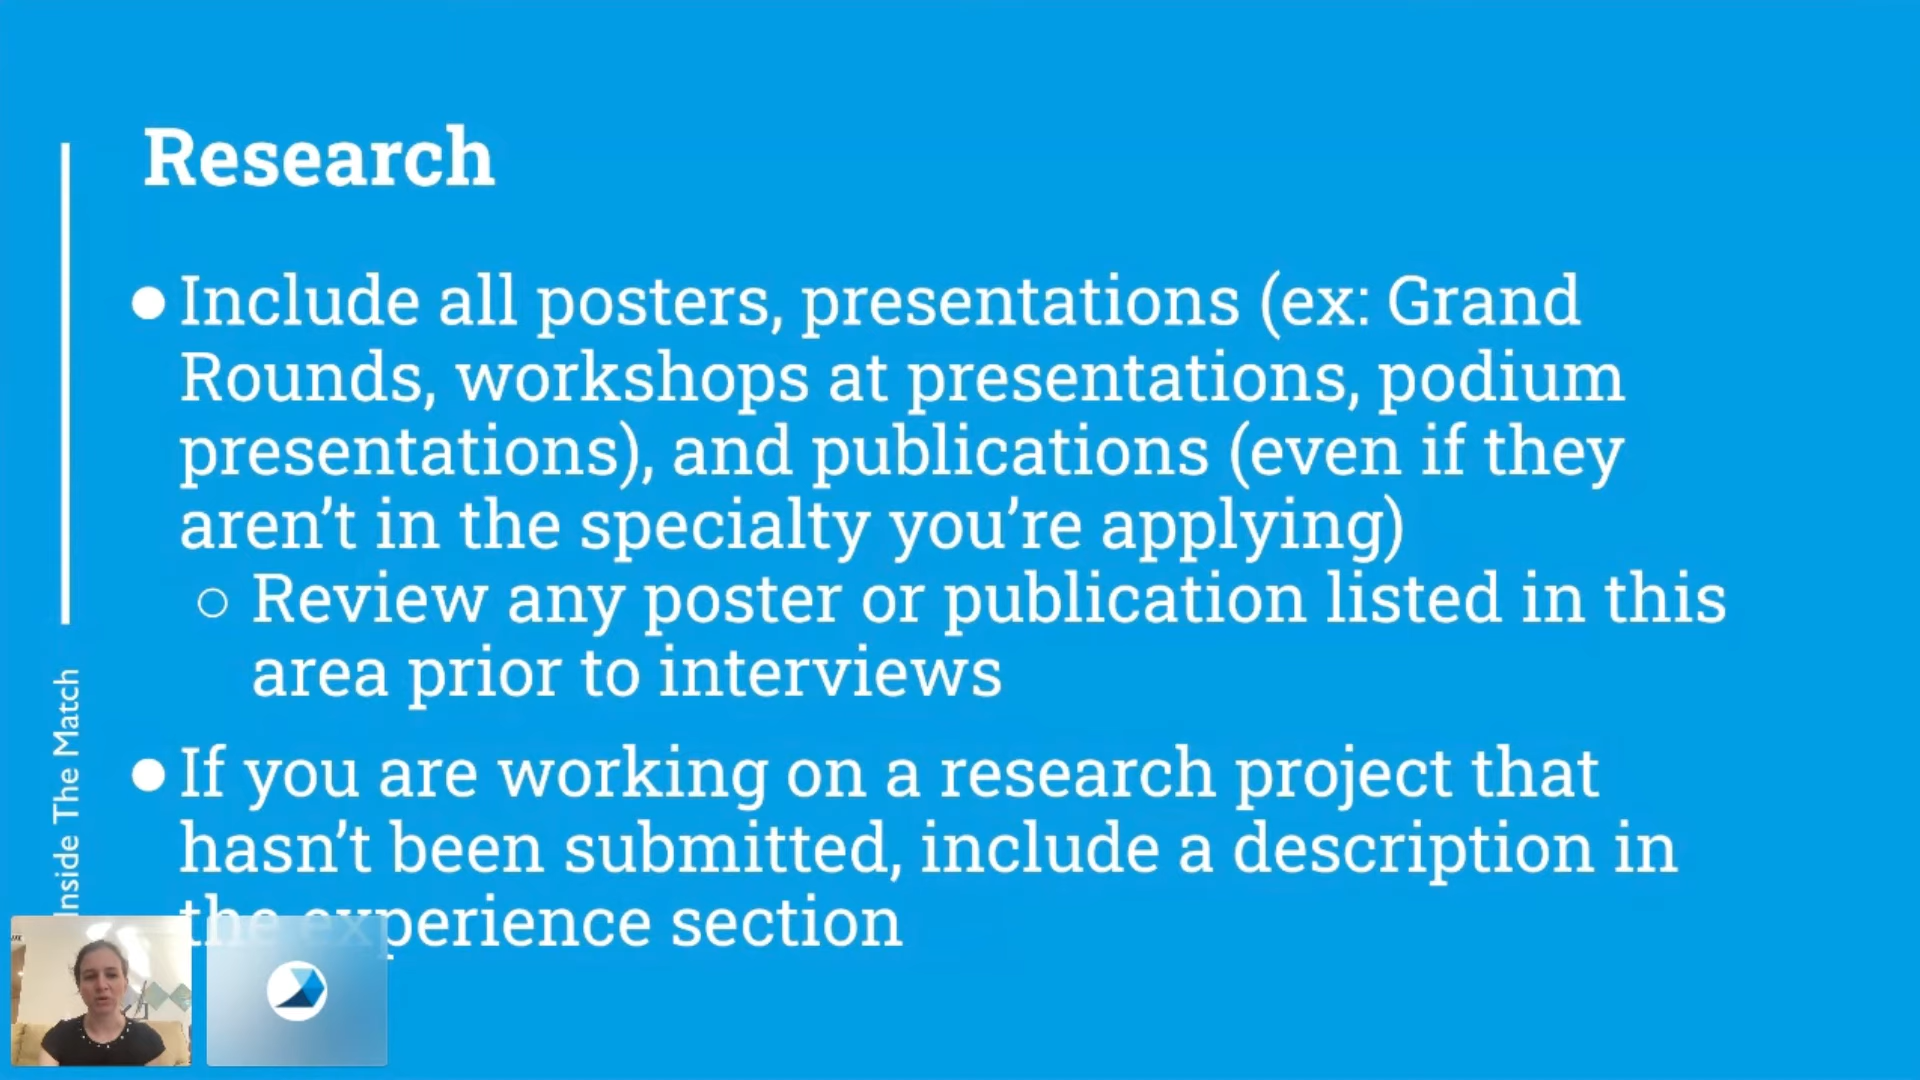 Research
● Include all posters, presentations (ex: Grand
Rounds, workshops at presentations, podium
presentations), and publications (even if they
aren't in the specialty you're applying)
○ Review any poster or publication listed in this
area prior to interviews
● If you are working on a research project that
hasn't been submitted, include a description in
the experience section
Inside The Match